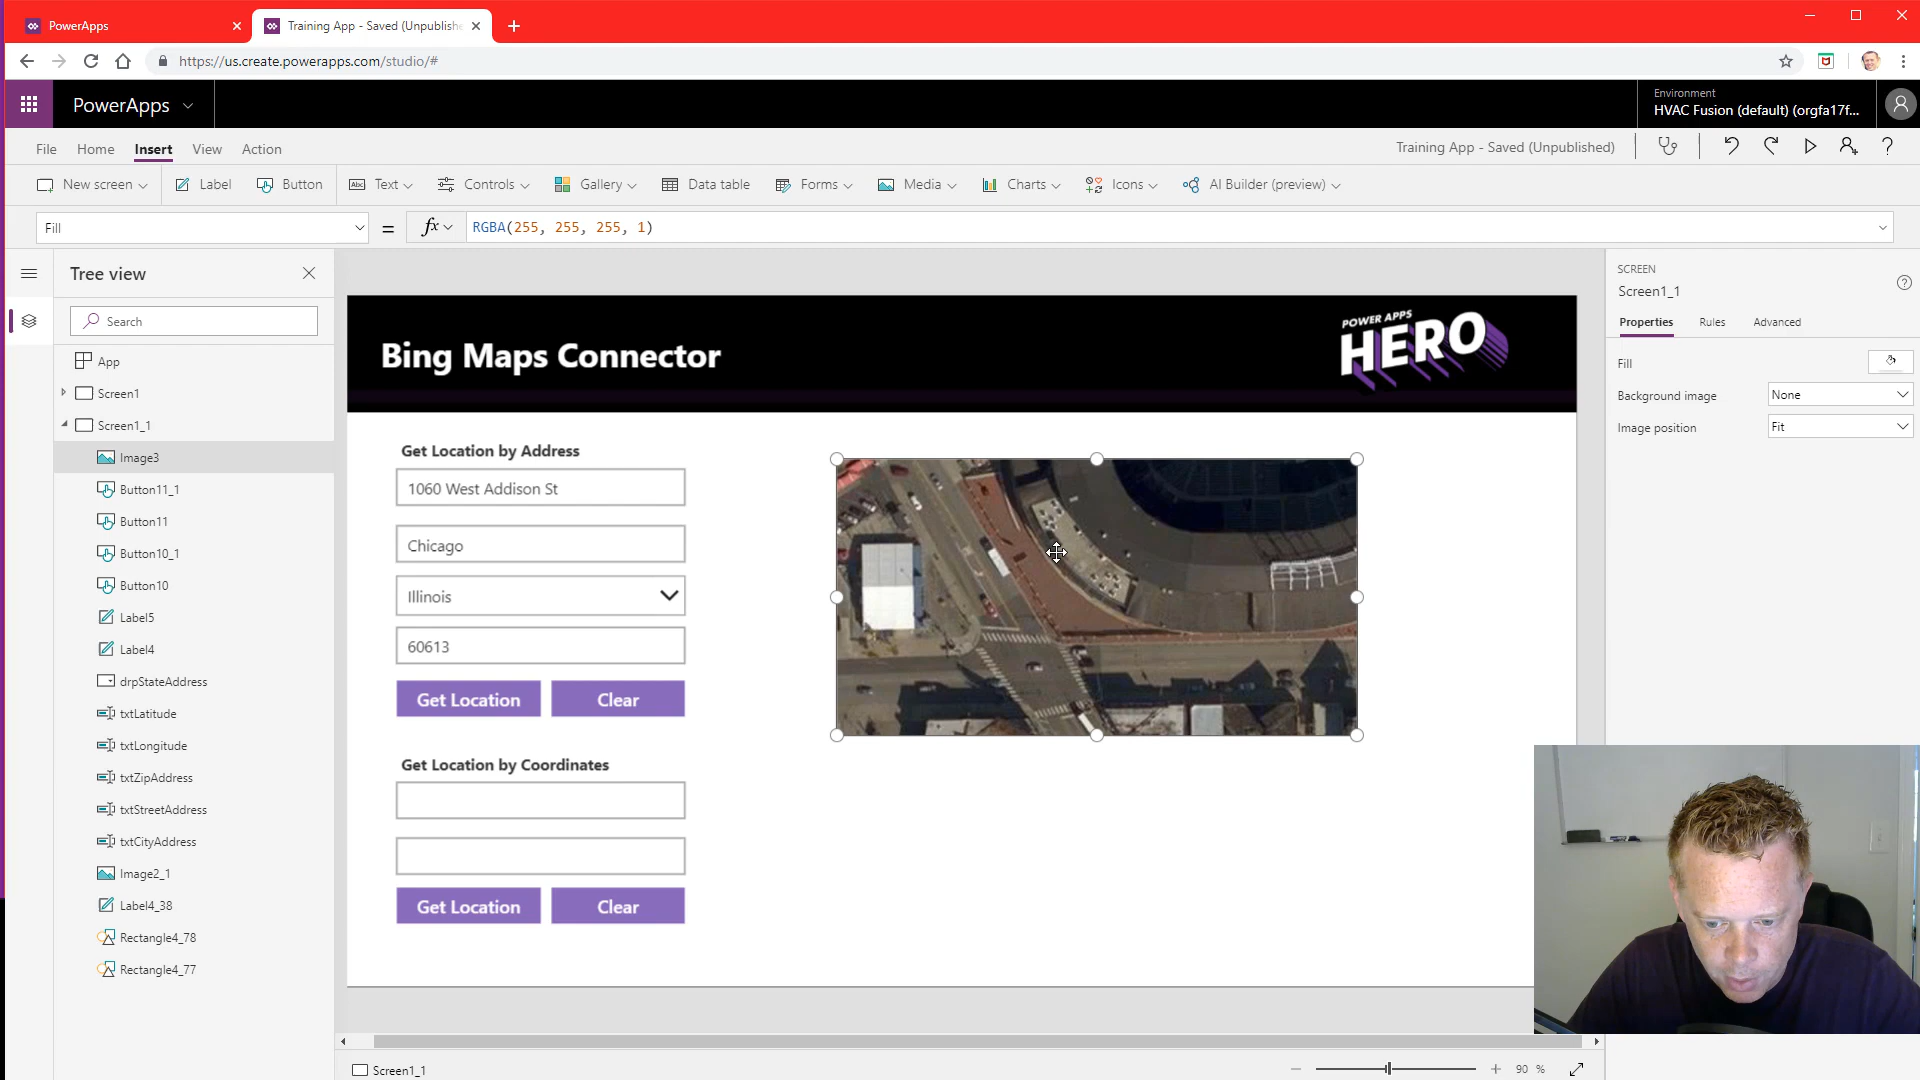 PowerApps
Training App - Saved (Unpublishe
https://us.create.powerapps.com/studio/#
PowerApps
Environment
HVAC Fusion (default) (orgfa17f...
File Home Insert View Action
Training App - Saved (Unpublished)
New screen Label Button Text Controls Gallery Data table Forms Media Charts Icons AI Builder (preview)
Fill = fx RGBA(255, 255, 255, 1)
Tree view
Search
App
Screen1
Screen1_1
Image3
Button11_1
Button11
Button10_1
Button10
Label5
Label4
drpStateAddress
txtLatitude
txtLongitude
txtZipAddress
txtStreetAddress
txtCityAddress
Image2_1
Label4_38
Rectangle4_78
Rectangle4_77
Bing Maps Connector
POWER APPS
HERO
Get Location by Address
1060 West Addison St
Chicago
Illinois
60613
Get Location Clear
Get Location by Coordinates
Get Location Clear
SCREEN
Screen1_1
Properties Rules Advanced
Fill
Background image None
Image position Fit
Screen1_1
90 %